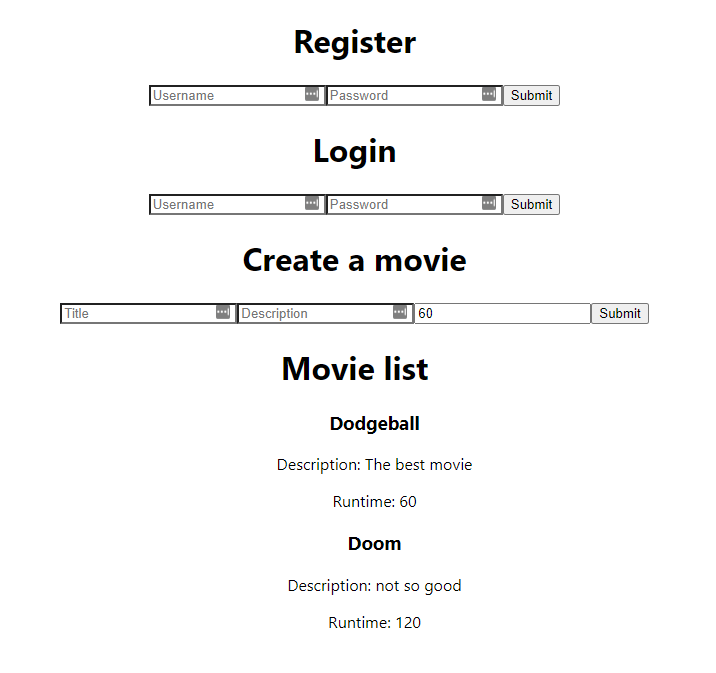 Register
Username Password Submit
Login
Username Password Submit
Create a movie
Title Description 60 Submit
Movie list
Dodgeball
Description: The best movie
Runtime: 60
Doom
Description: not so good
Runtime: 120